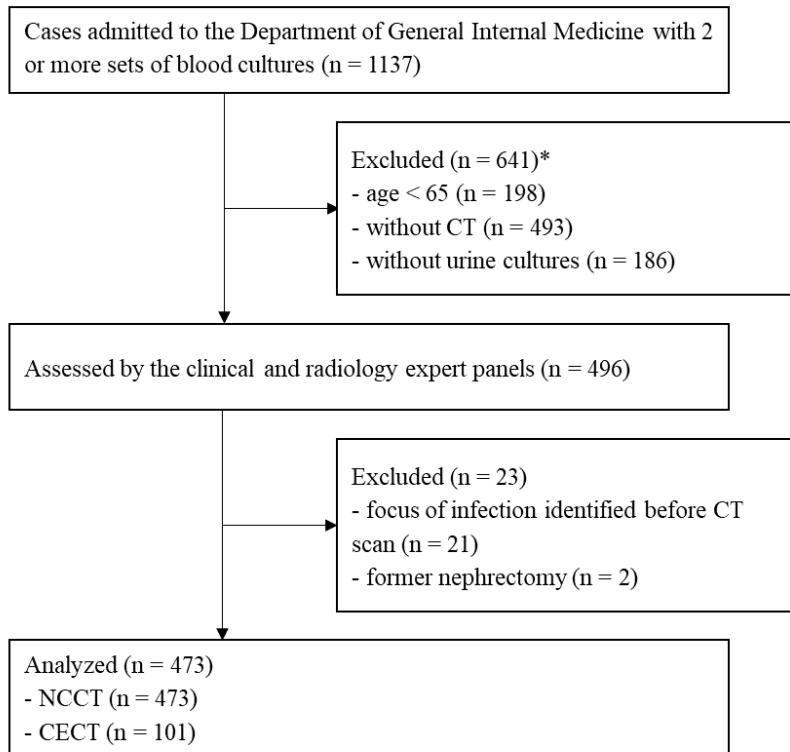 Cases admitted to the Department of General Internal Medicine with 2
or more sets of blood cultures (n = 1137)
Excluded (n = 641)*
- age < 65 (n = 198)
- without CT (n = 493)
- without urine cultures (n = 186)
Assessed by the clinical and radiology expert panels (n = 496)
Excluded (n = 23)
- focus of infection identified before CT
scan (n = 21)
- former nephrectomy (n = 2)
Analyzed (n = 473)
- NCCT (n = 473)
- CECT (n = 101)